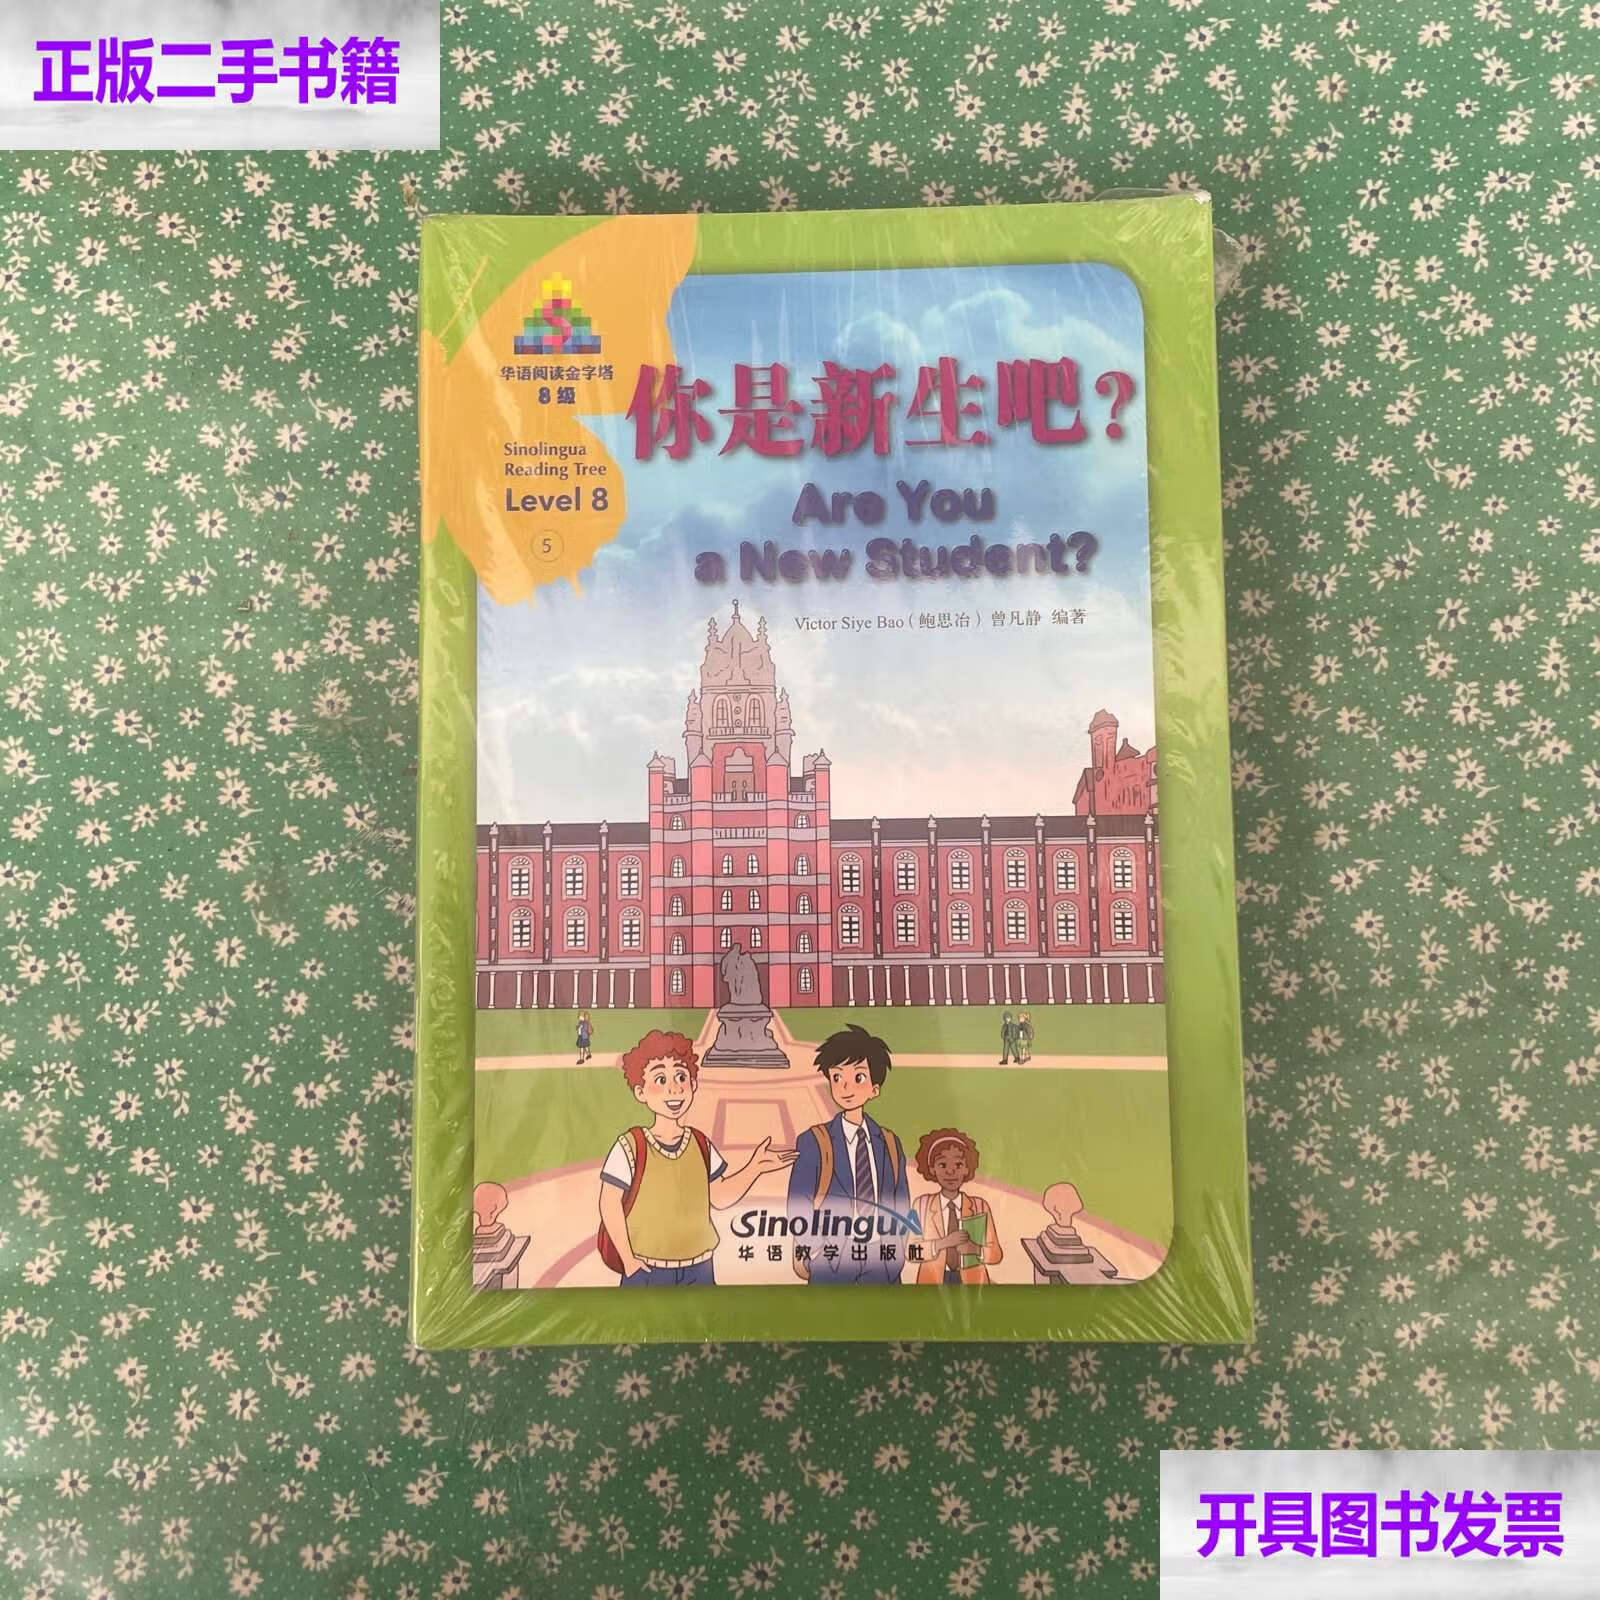 正版二手书籍
华语阅读金字塔
8 级
Sinolingua
Reading Tree
Level 8
5
你是新生吧?
Are You
a New Student?
Victor Siye Bao(鲍思冶) 曾凡静 编著
SinolinguA
华语教学出版社
开具图书发票